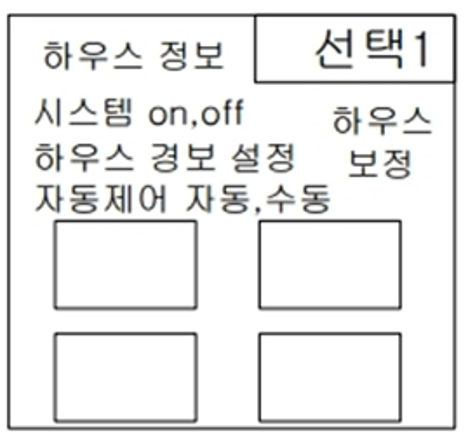 하우스 정보
선택1
시스템 on,off
하우스 경보 설정
자동제어 자동,수동
하우스
보정